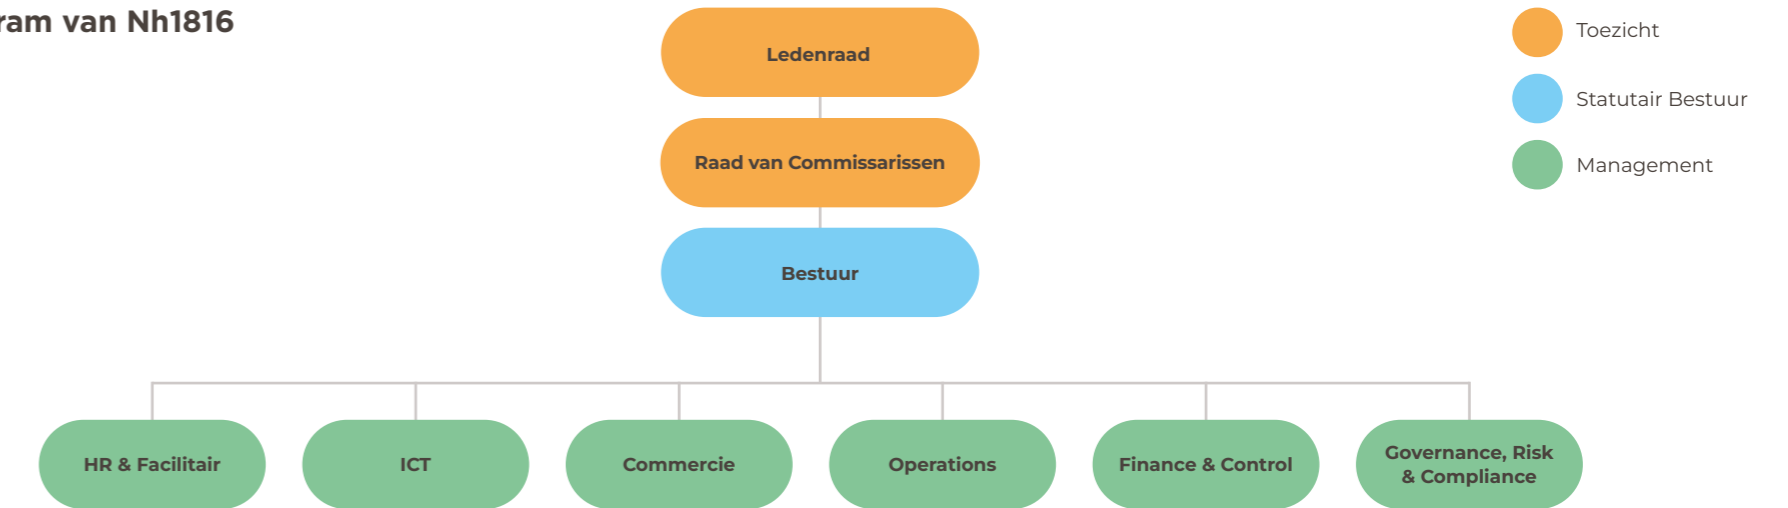 ram van Nh1816
Ledenraad
Raad van Commissarissen
Bestuur
HR & Facilitair
ICT
Commercie
Operations
Finance & Control
Governance, Risk
& Compliance
Toezicht
Statutair Bestuur
Management